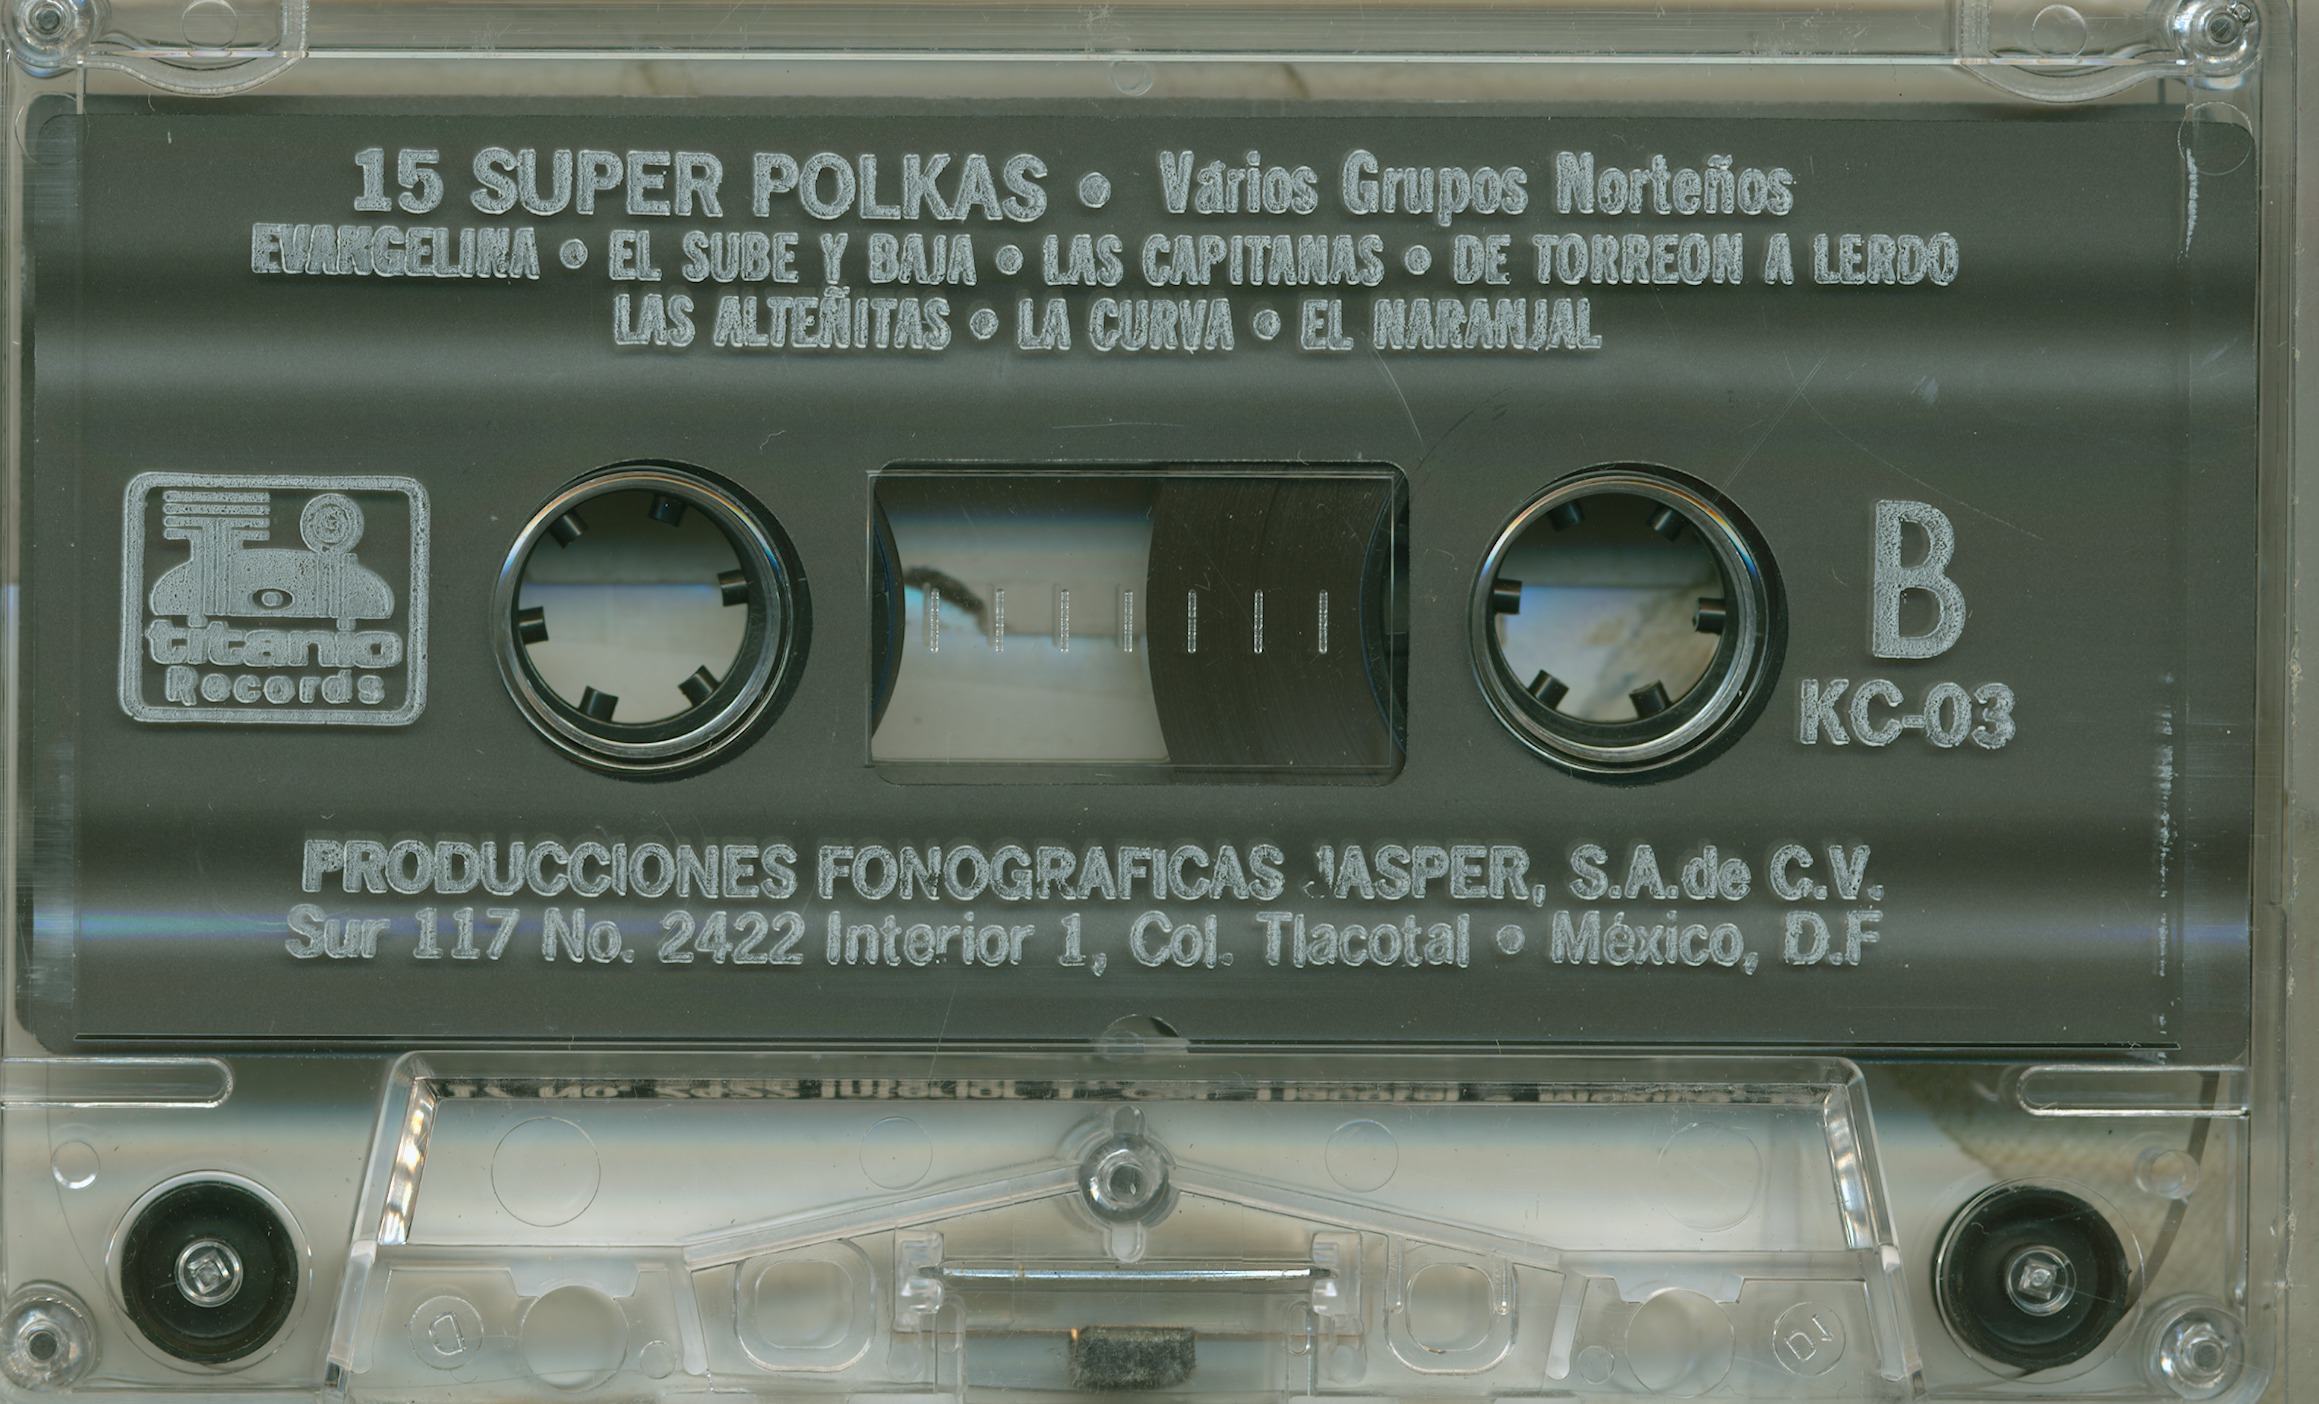 15 SUPER POLKAS • Varios Grupos Norteños
EVANGELINA • EL SUBE Y BAJA • LAS CAPITANAS • DE TORREON A LERDO
LAS ALTEÑITAS • LA CURVA • EL NARANJAL
titanio
Records
B
KC-03
PRODUCCIONES FONOGRAFICAS JASPER, S.A. de C.V.
Sur 117 No. 2422 Interior 1, Col. Tlacotal • México, D.F